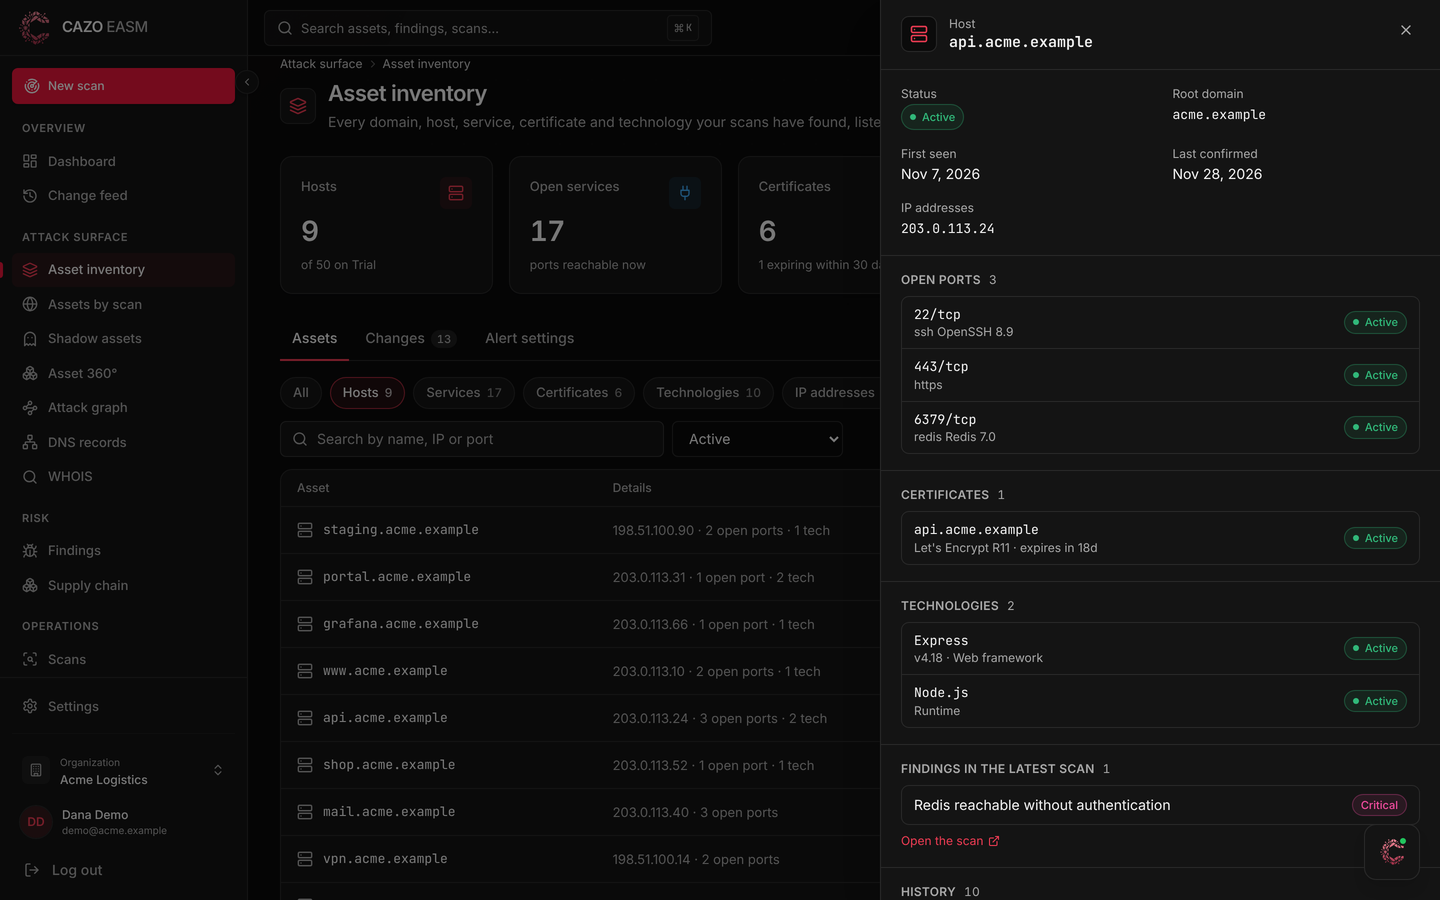 CAZO EASM
New scan
OVERVIEW
Dashboard
Change feed
ATTACK SURFACE
Asset inventory
Assets by scan
Shadow assets
Asset 360°
Attack graph
DNS records
WHOIS
RISK
Findings
Supply chain
OPERATIONS
Scans
Settings
Organization
Acme Logistics
DD
Dana Demo
demo@acme.example
Log out
Search assets, findings, scans...
⌘ K
Attack surface > Asset inventory
Asset inventory
Every domain, host, service, certificate and technology your scans have found, liste
Hosts
9
of 50 on Trial
Open services
17
ports reachable now
Certificates
6
1 expiring within 30 d
Assets
Changes 13
Alert settings
All
Hosts 9
Services 17
Certificates 6
Technologies 10
IP addresses
Search by name, IP or port
Active
Asset Details
staging.acme.example 198.51.100.90 · 2 open ports · 1 tech
portal.acme.example 203.0.113.31 · 1 open port · 2 tech
grafana.acme.example 203.0.113.66 · 1 open port · 1 tech
www.acme.example 203.0.113.10 · 2 open ports · 1 tech
api.acme.example 203.0.113.24 · 3 open ports · 2 tech
shop.acme.example 203.0.113.52 · 1 open port · 1 tech
mail.acme.example 203.0.113.40 · 3 open ports
vpn.acme.example 198.51.100.14 · 2 open ports
Host
api.acme.example
Status
Active
Root domain
acme.example
First seen
Nov 7, 2026
Last confirmed
Nov 28, 2026
IP addresses
203.0.113.24
OPEN PORTS 3
22/tcp
ssh OpenSSH 8.9
Active
443/tcp
https
Active
6379/tcp
redis Redis 7.0
Active
CERTIFICATES 1
api.acme.example
Let's Encrypt R11 · expires in 18d
Active
TECHNOLOGIES 2
Express
v4.18 · Web framework
Active
Node.js
Runtime
Active
FINDINGS IN THE LATEST SCAN 1
Redis reachable without authentication
Critical
Open the scan
HISTORY 10